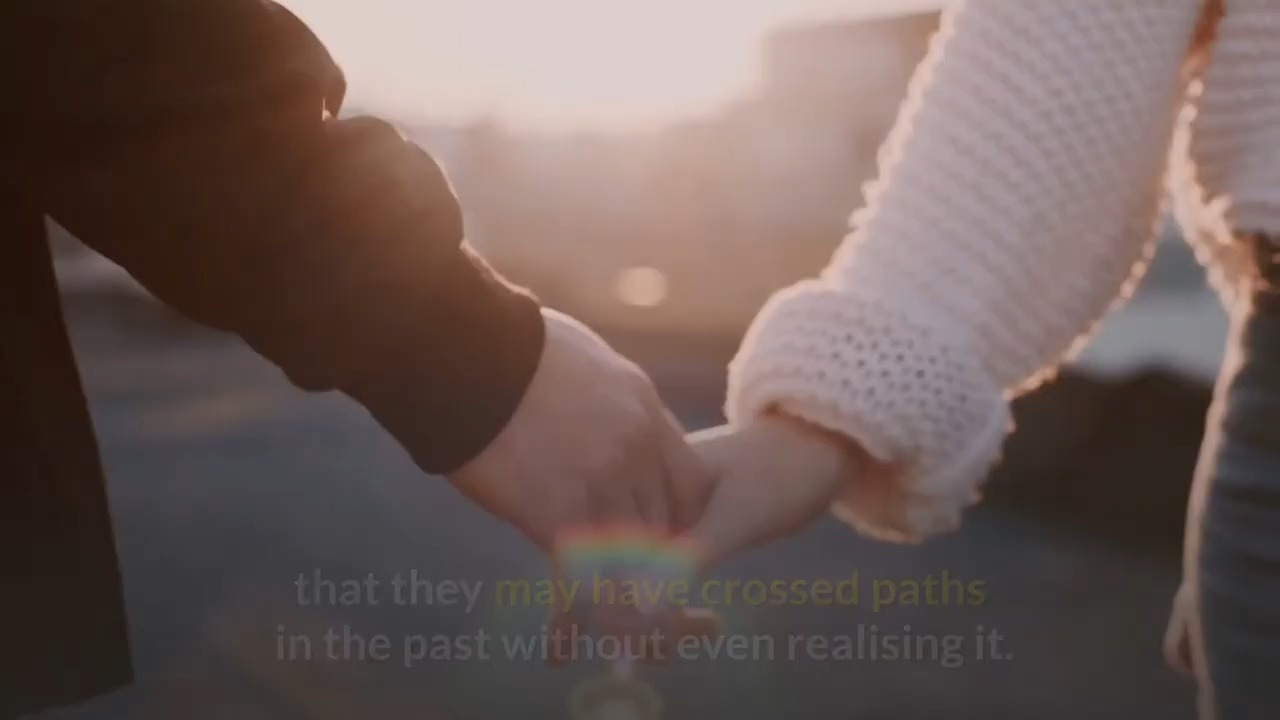 that they may have crossed paths
in the past without even realising it.